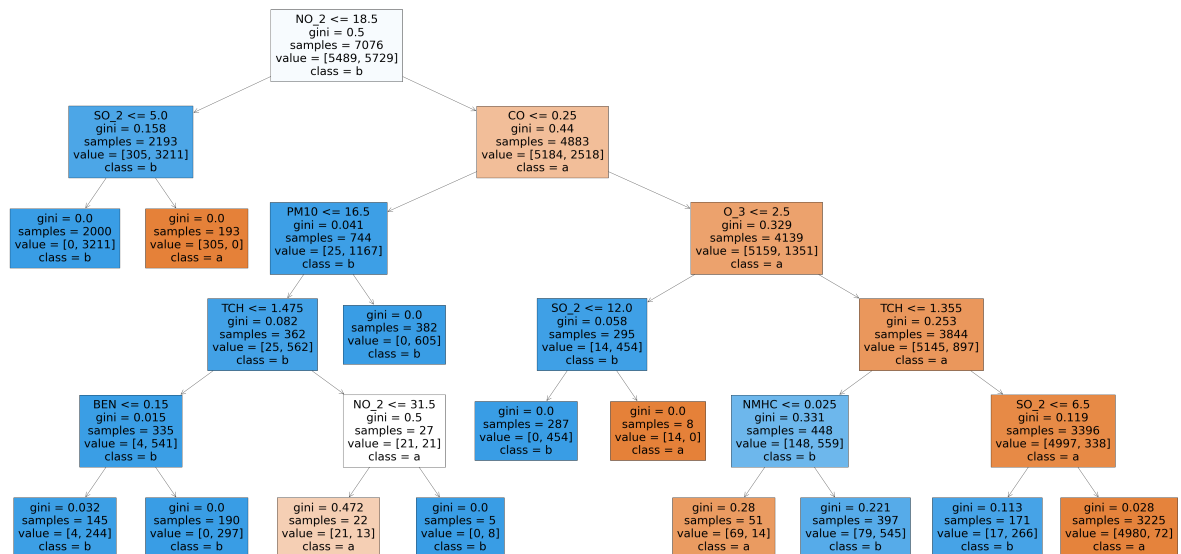 NO_2 <= 18.5
gini = 0.5
samples = 7076
value = [5489, 5729]
class = b
SO_2 <= 5.0
gini = 0.158
samples = 2193
value = [305, 3211]
class = b
CO <= 0.25
gini = 0.44
samples = 4883
value = [5184, 2518]
class = a
gini = 0.0
samples = 2000
value = [0, 3211]
class = b
gini = 0.0
samples = 193
value = [305, 0]
class = a
PM10 <= 16.5
gini = 0.041
samples = 744
value = [25, 1167]
class = b
O_3 <= 2.5
gini = 0.329
samples = 4139
value = [5159, 1351]
class = a
TCH <= 1.475
gini = 0.082
samples = 362
value = [25, 562]
class = b
gini = 0.0
samples = 382
value = [0, 605]
class = b
SO_2 <= 12.0
gini = 0.058
samples = 295
value = [14, 454]
class = b
TCH <= 1.355
gini = 0.253
samples = 3844
value = [5145, 897]
class = a
BEN <= 0.15
gini = 0.015
samples = 335
value = [4, 541]
class = b
NO_2 <= 31.5
gini = 0.5
samples = 27
value = [21, 21]
class = a
gini = 0.0
samples = 287
value = [0, 454]
class = b
gini = 0.0
samples = 8
value = [14, 0]
class = a
NMHC <= 0.025
gini = 0.331
samples = 448
value = [148, 559]
class = b
SO_2 <= 6.5
gini = 0.119
samples = 3396
value = [4997, 338]
class = a
gini = 0.032
samples = 145
value = [4, 244]
class = b
gini = 0.0
samples = 190
value = [0, 297]
class = b
gini = 0.472
samples = 22
value = [21, 13]
class = a
gini = 0.0
samples = 5
value = [0, 8]
class = b
gini = 0.28
samples = 51
value = [69, 14]
class = a
gini = 0.221
samples = 397
value = [79, 545]
class = b
gini = 0.113
samples = 171
value = [17, 266]
class = b
gini = 0.028
samples = 3225
value = [4980, 72]
class = a